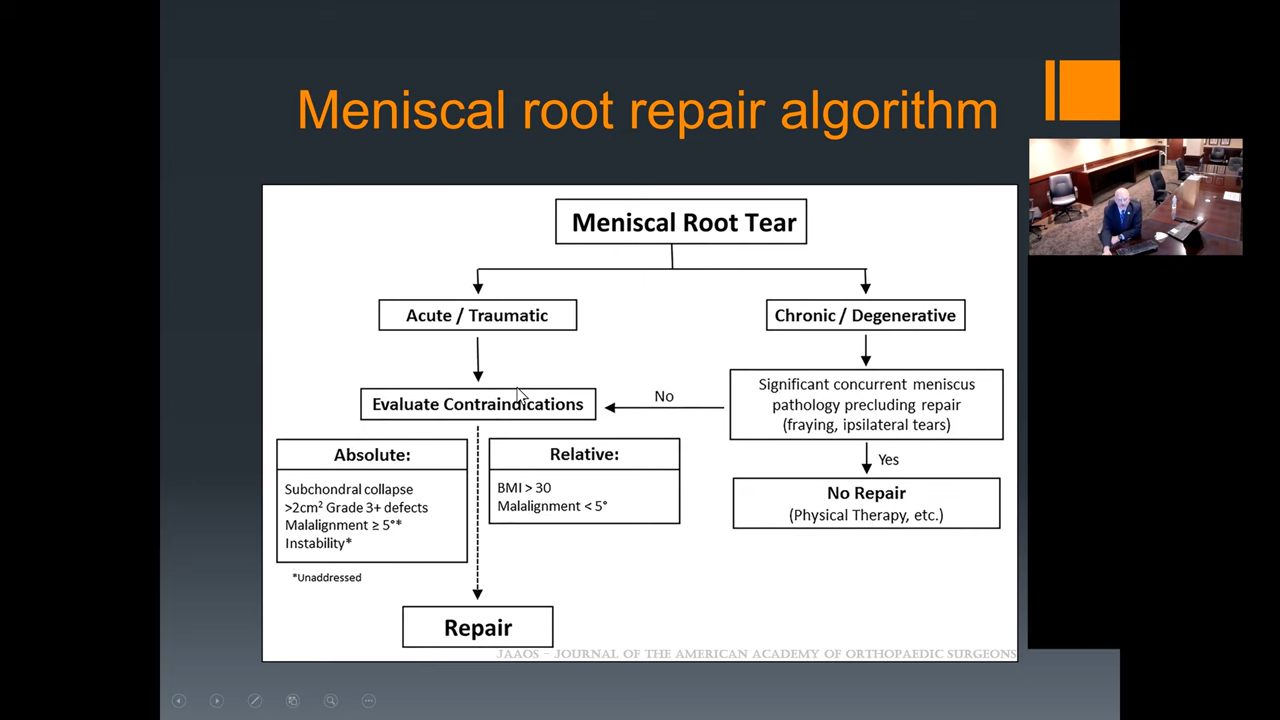 Meniscal root repair algorithm
Meniscal Root Tear
Acute / Traumatic
Chronic / Degenerative
Evaluate Contraindications
No
Significant concurrent meniscus
pathology precluding repair
(fraying, ipsilateral tears)
Yes
No Repair
(Physical Therapy, etc.)
Absolute:
Subchondral collapse
>2cm² Grade 3+ defects
Malalignment ≥ 5°*
Instability*
*Unaddressed
Relative:
BMI > 30
Malalignment < 5°
Repair
JAAOS – JOURNAL OF THE AMERICAN ACADEMY OF ORTHOPAEDIC SURGEONS